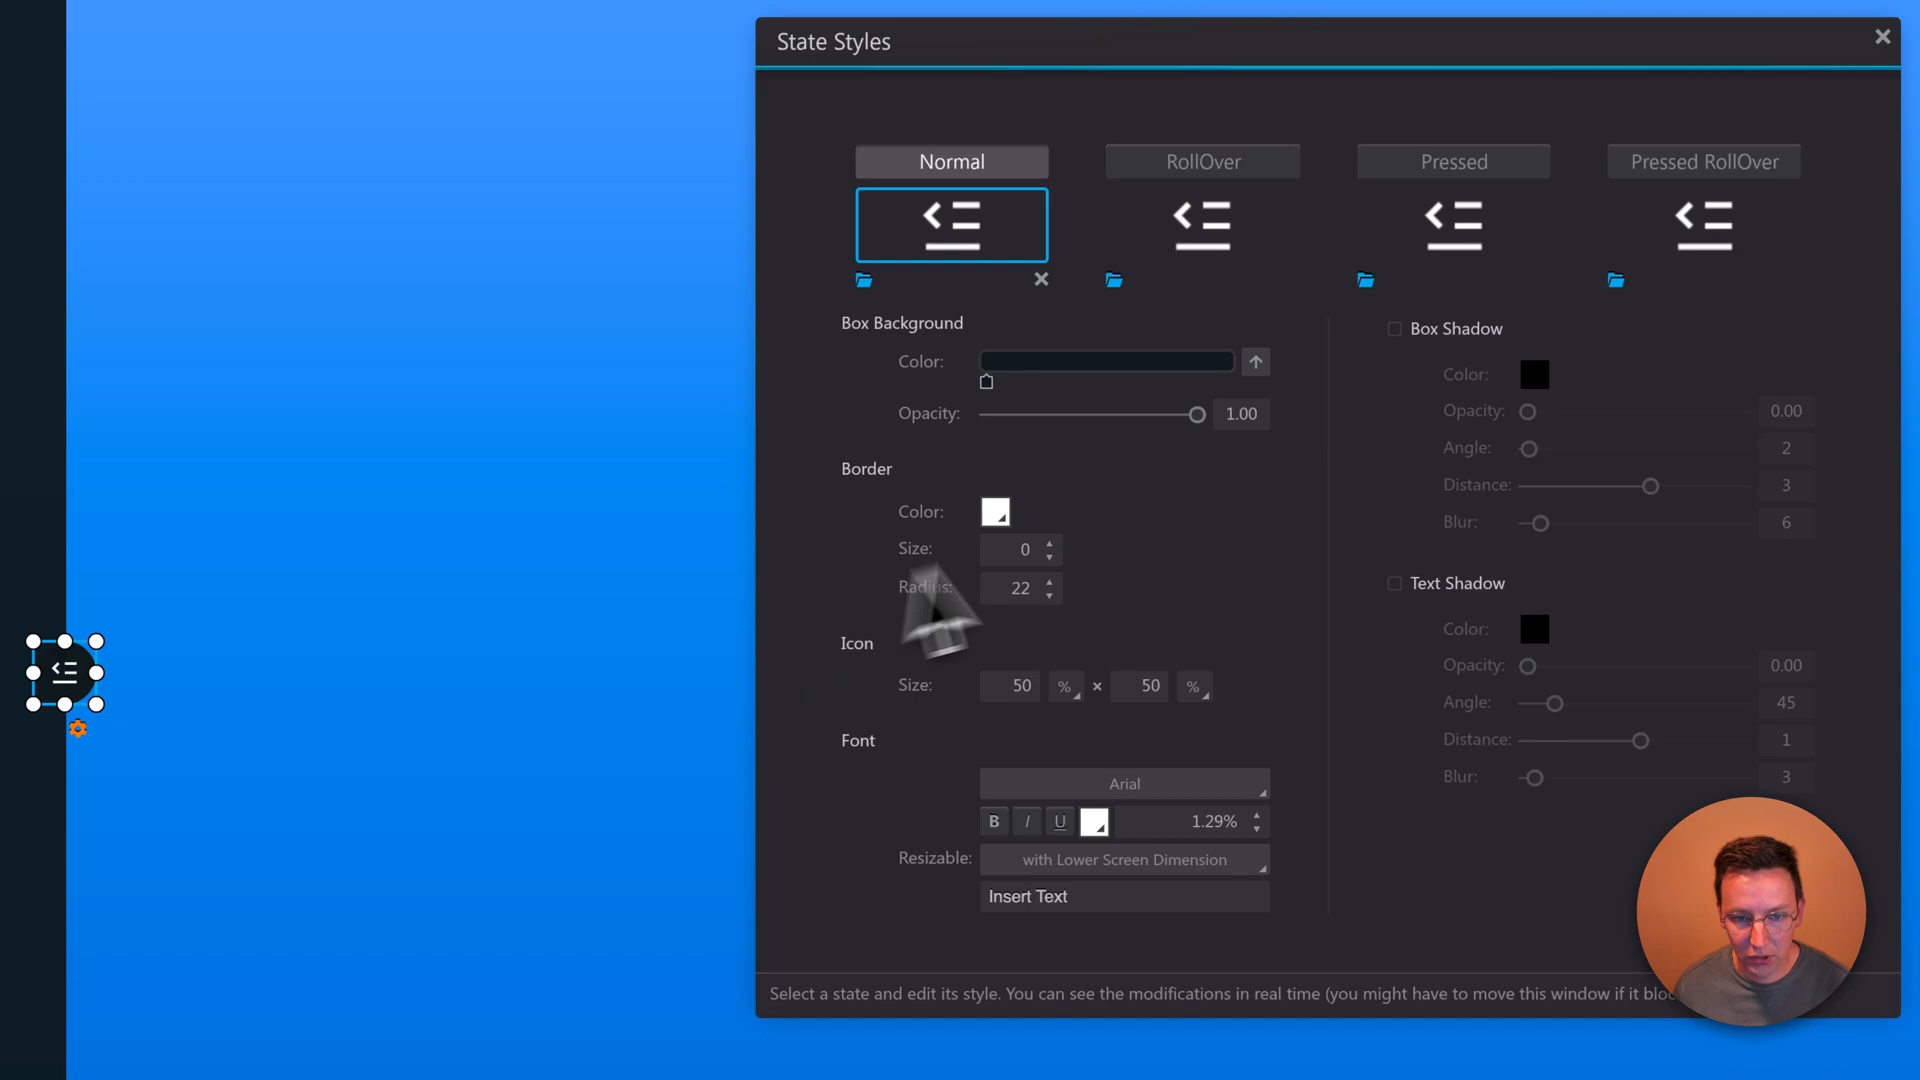 State Styles
Normal
RollOver
Pressed
Pressed RollOver
Box Background
Color:
Opacity:
1.00
Border
Color:
Size:
0
Radius:
22
Icon
Size:
50
%
×
50
%
Font
Arial
B
I
U
1.29%
Resizable:
with Lower Screen Dimension
Insert Text
Box Shadow
Color:
Opacity:
0.00
Angle:
2
Distance:
3
Blur:
6
Text Shadow
Color:
Opacity:
0.00
Angle:
45
Distance:
1
Blur:
3
Select a state and edit its style. You can see the modifications in real time (you might have to move this window if it